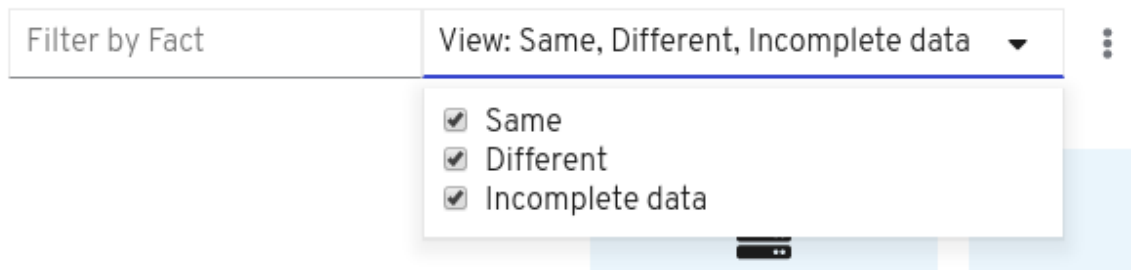 Filter by Fact
View: Same, Different, Incomplete data
Same
Different
Incomplete data